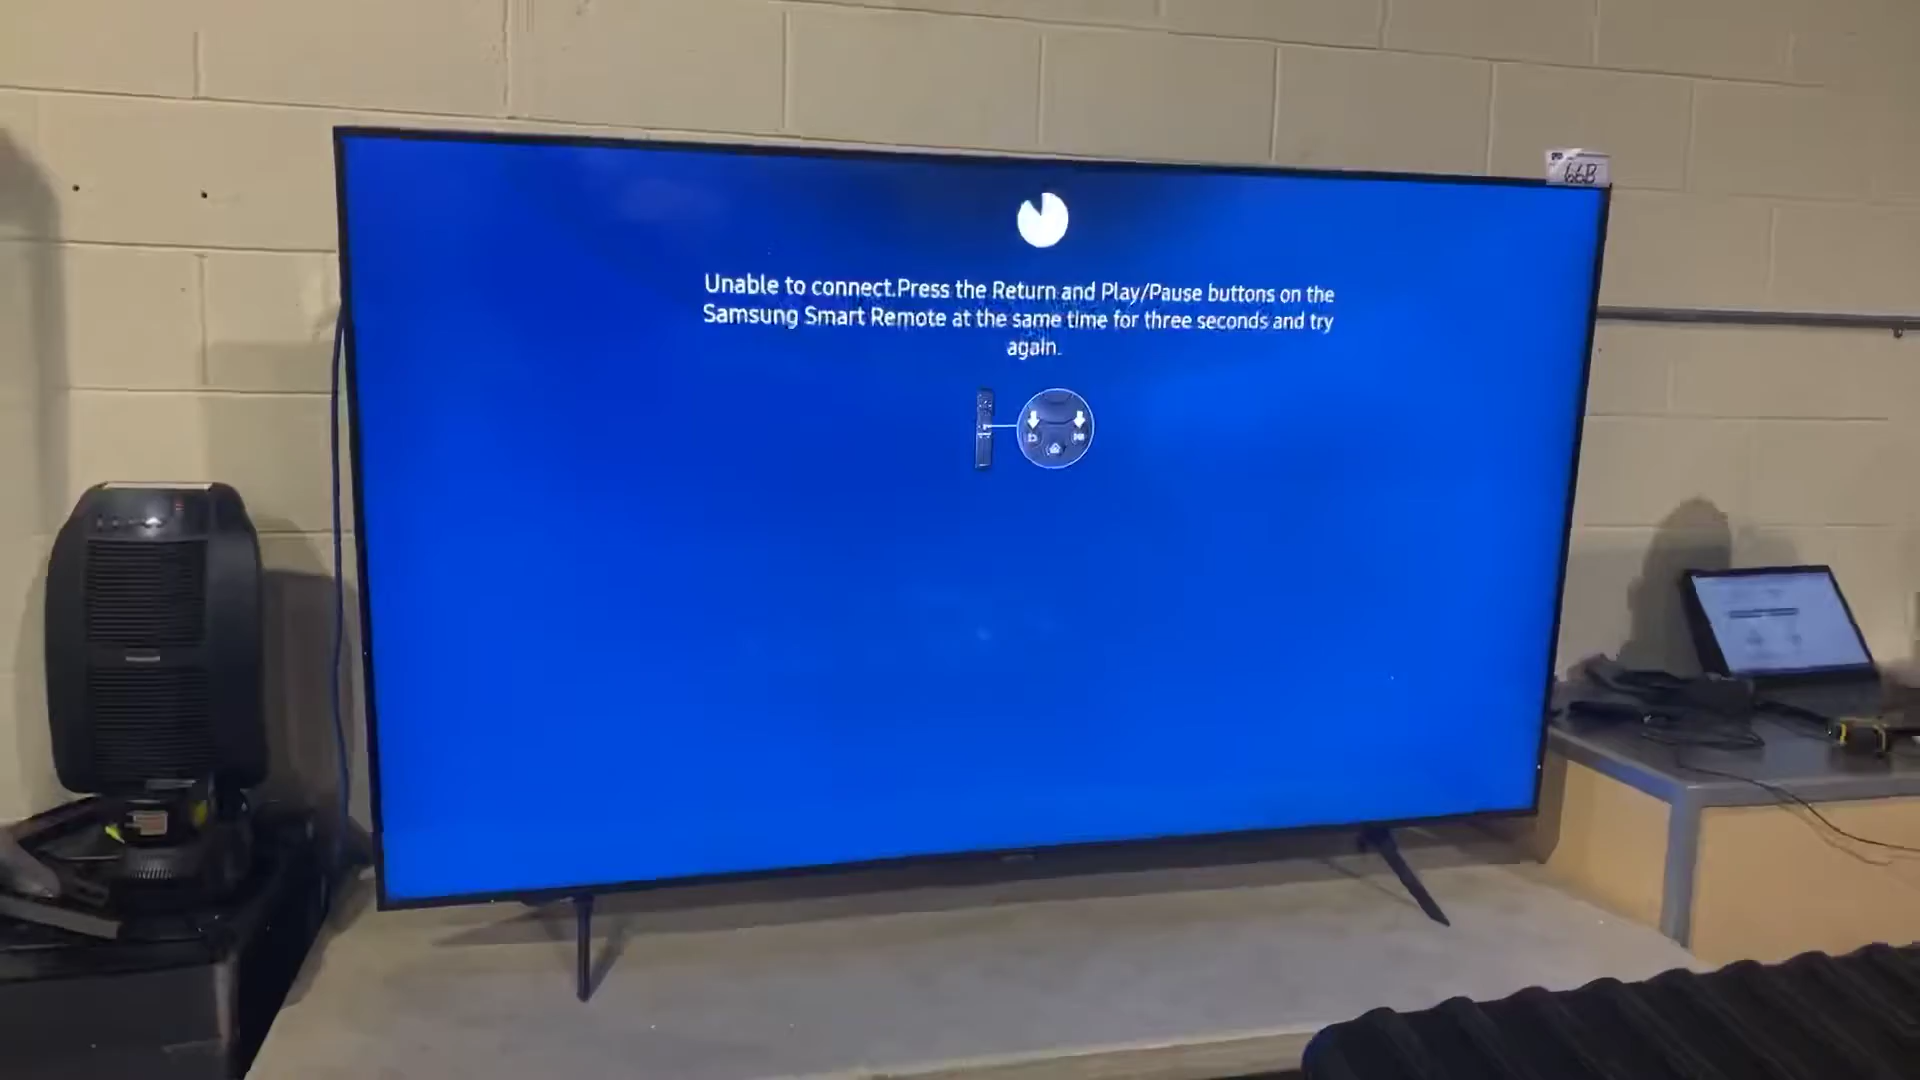 66B
Unable to connect.Press the Return and Play/Pause buttons on the
Samsung Smart Remote at the same time for three seconds and try
again.